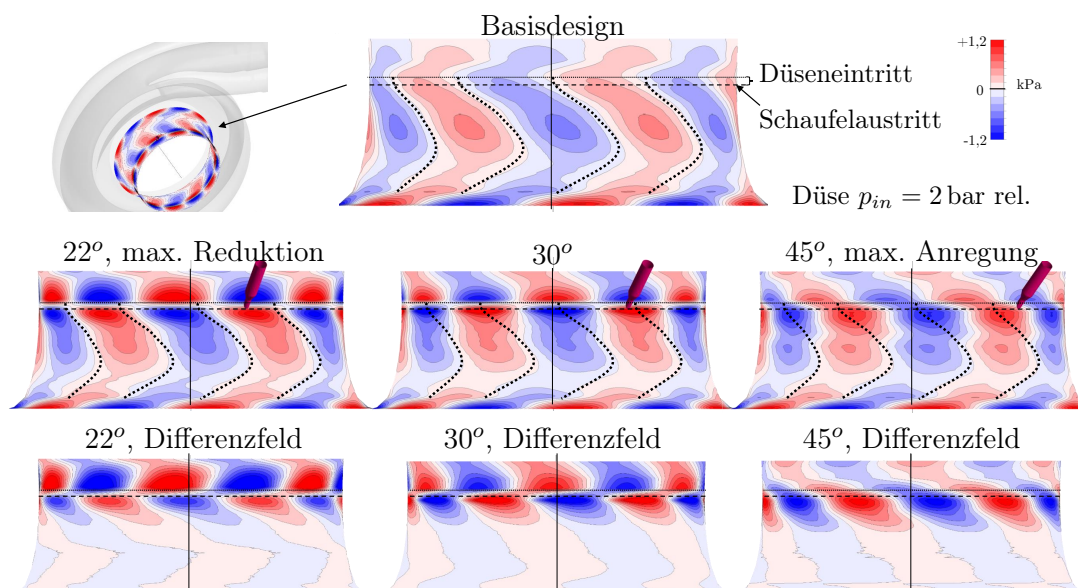 Basisdesign
Düseneintritt
Schaufelaustritt
+1,2
0
-1,2
kPa
Düse p_in = 2 bar rel.
22°, max. Reduktion
30°
45°, max. Anregung
22°, Differenzfeld
30°, Differenzfeld
45°, Differenzfeld